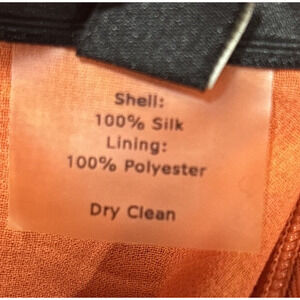 Shell:
100% Silk
Lining:
100% Polyester
Dry Clean